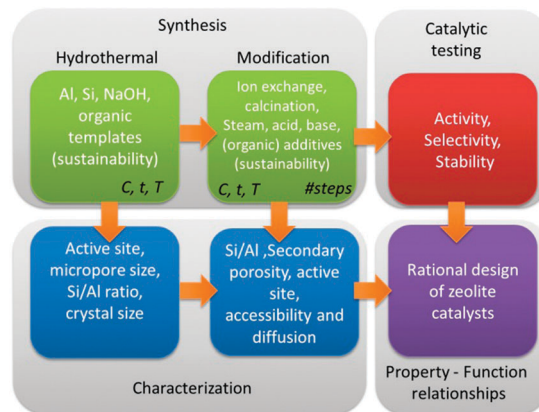 Synthesis
Hydrothermal
Modification
Al, Si, NaOH,
organic
templates
(sustainability)
C, t, T
Ion exchange,
calcination,
Steam, acid, base,
(organic) additives
(sustainability)
C, t, T #steps
Catalytic
testing
Activity,
Selectivity,
Stability
Active site,
micropore size,
Si/Al ratio,
crystal size
Si/Al ,Secondary
porosity, active
site,
accessibility and
diffusion
Characterization
Rational design
of zeolite
catalysts
Property - Function
relationships